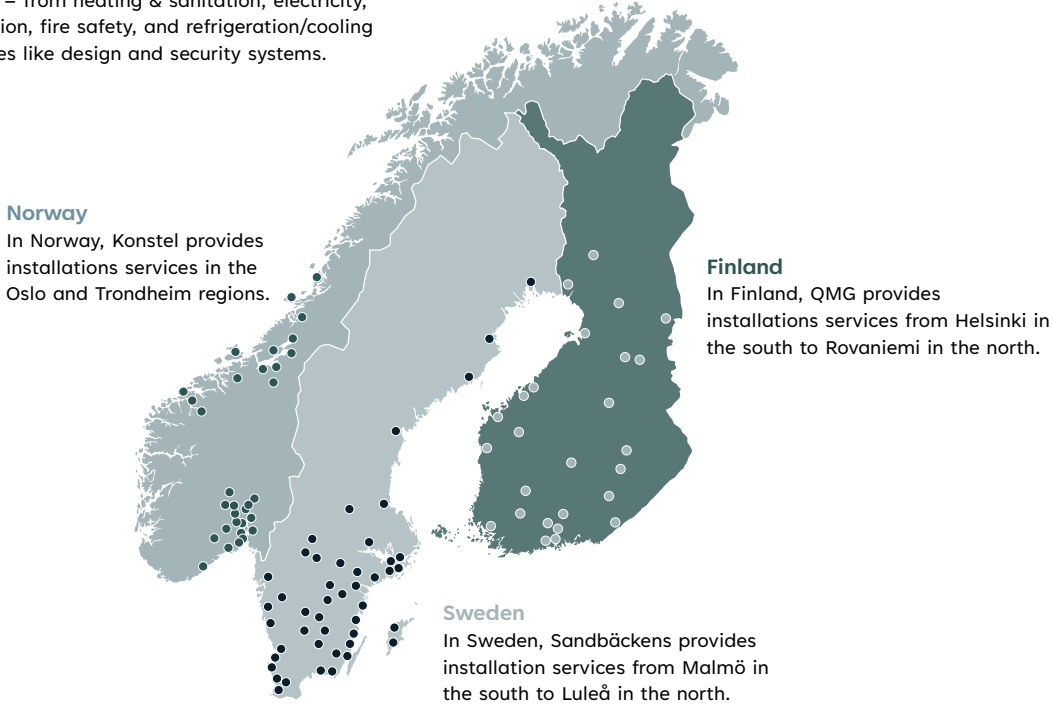 – from heating & sanitation, electricity,
ion, fire safety, and refrigeration/cooling
es like design and security systems.
Norway
In Norway, Konstel provides
installations services in the
Oslo and Trondheim regions.
Finland
In Finland, QMG provides
installations services from Helsinki in
the south to Rovaniemi in the north.
Sweden
In Sweden, Sandbäckens provides
installation services from Malmö in
the south to Luleå in the north.